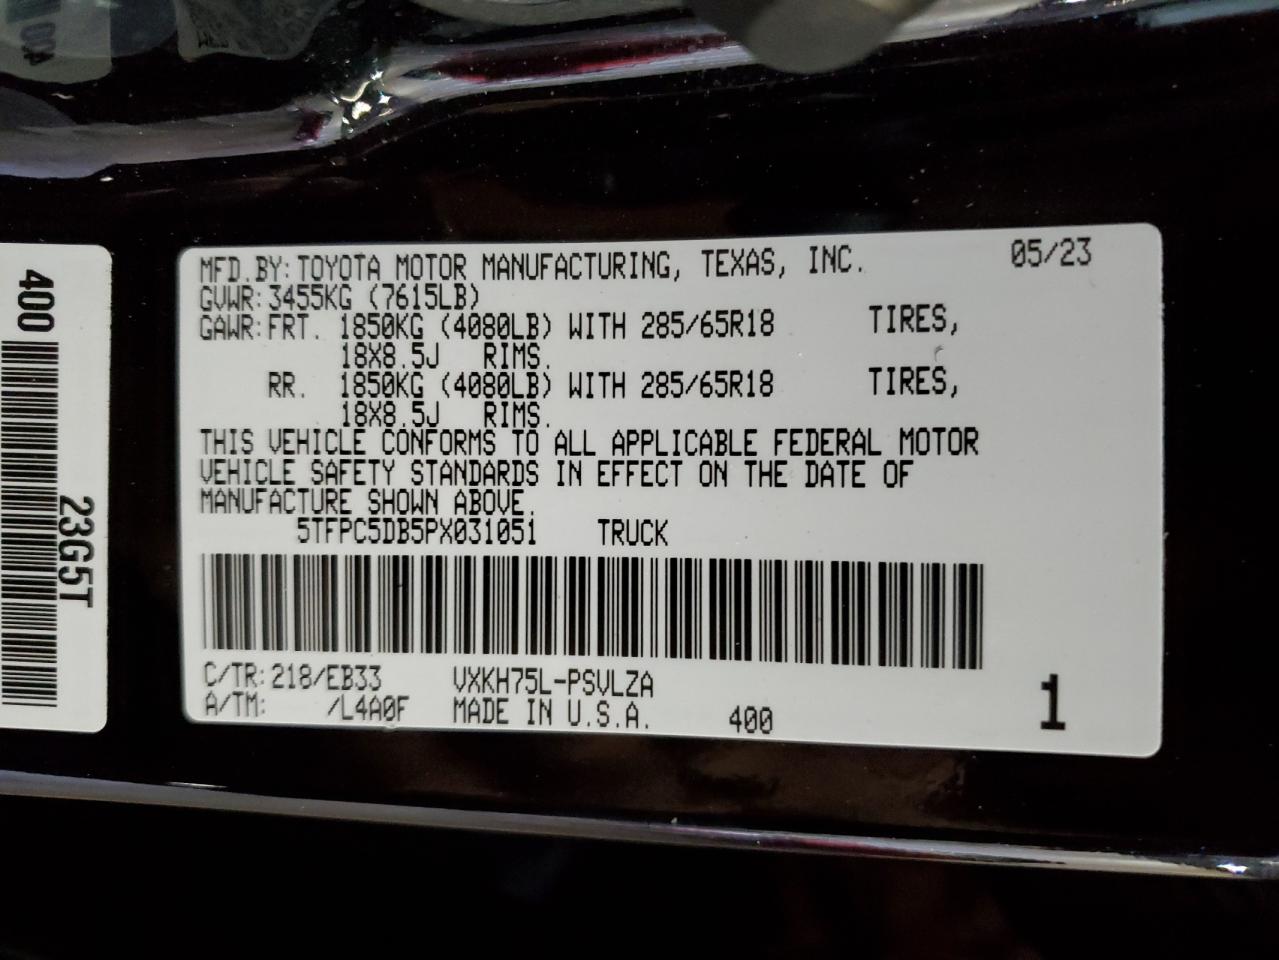 MFD.BY: TOYOTA MOTOR MANUFACTURING, TEXAS, INC. 05/23
GVWR: 3455KG (7615LB)
GAWR: FRT. 1850KG (4080LB) WITH 285/65R18 TIRES,
18X8.5J RIMS.
RR. 1850KG (4080LB) WITH 285/65R18 TIRES,
18X8.5J RIMS.
THIS VEHICLE CONFORMS TO ALL APPLICABLE FEDERAL MOTOR
VEHICLE SAFETY STANDARDS IN EFFECT ON THE DATE OF
MANUFACTURE SHOWN ABOVE.
5TFPC5DB5PX031051 TRUCK
C/TR: 218/EB33 VXKH75L-PSVLZA
A/TM: /L4A0F MADE IN U.S.A. 400 1
400
23G5T